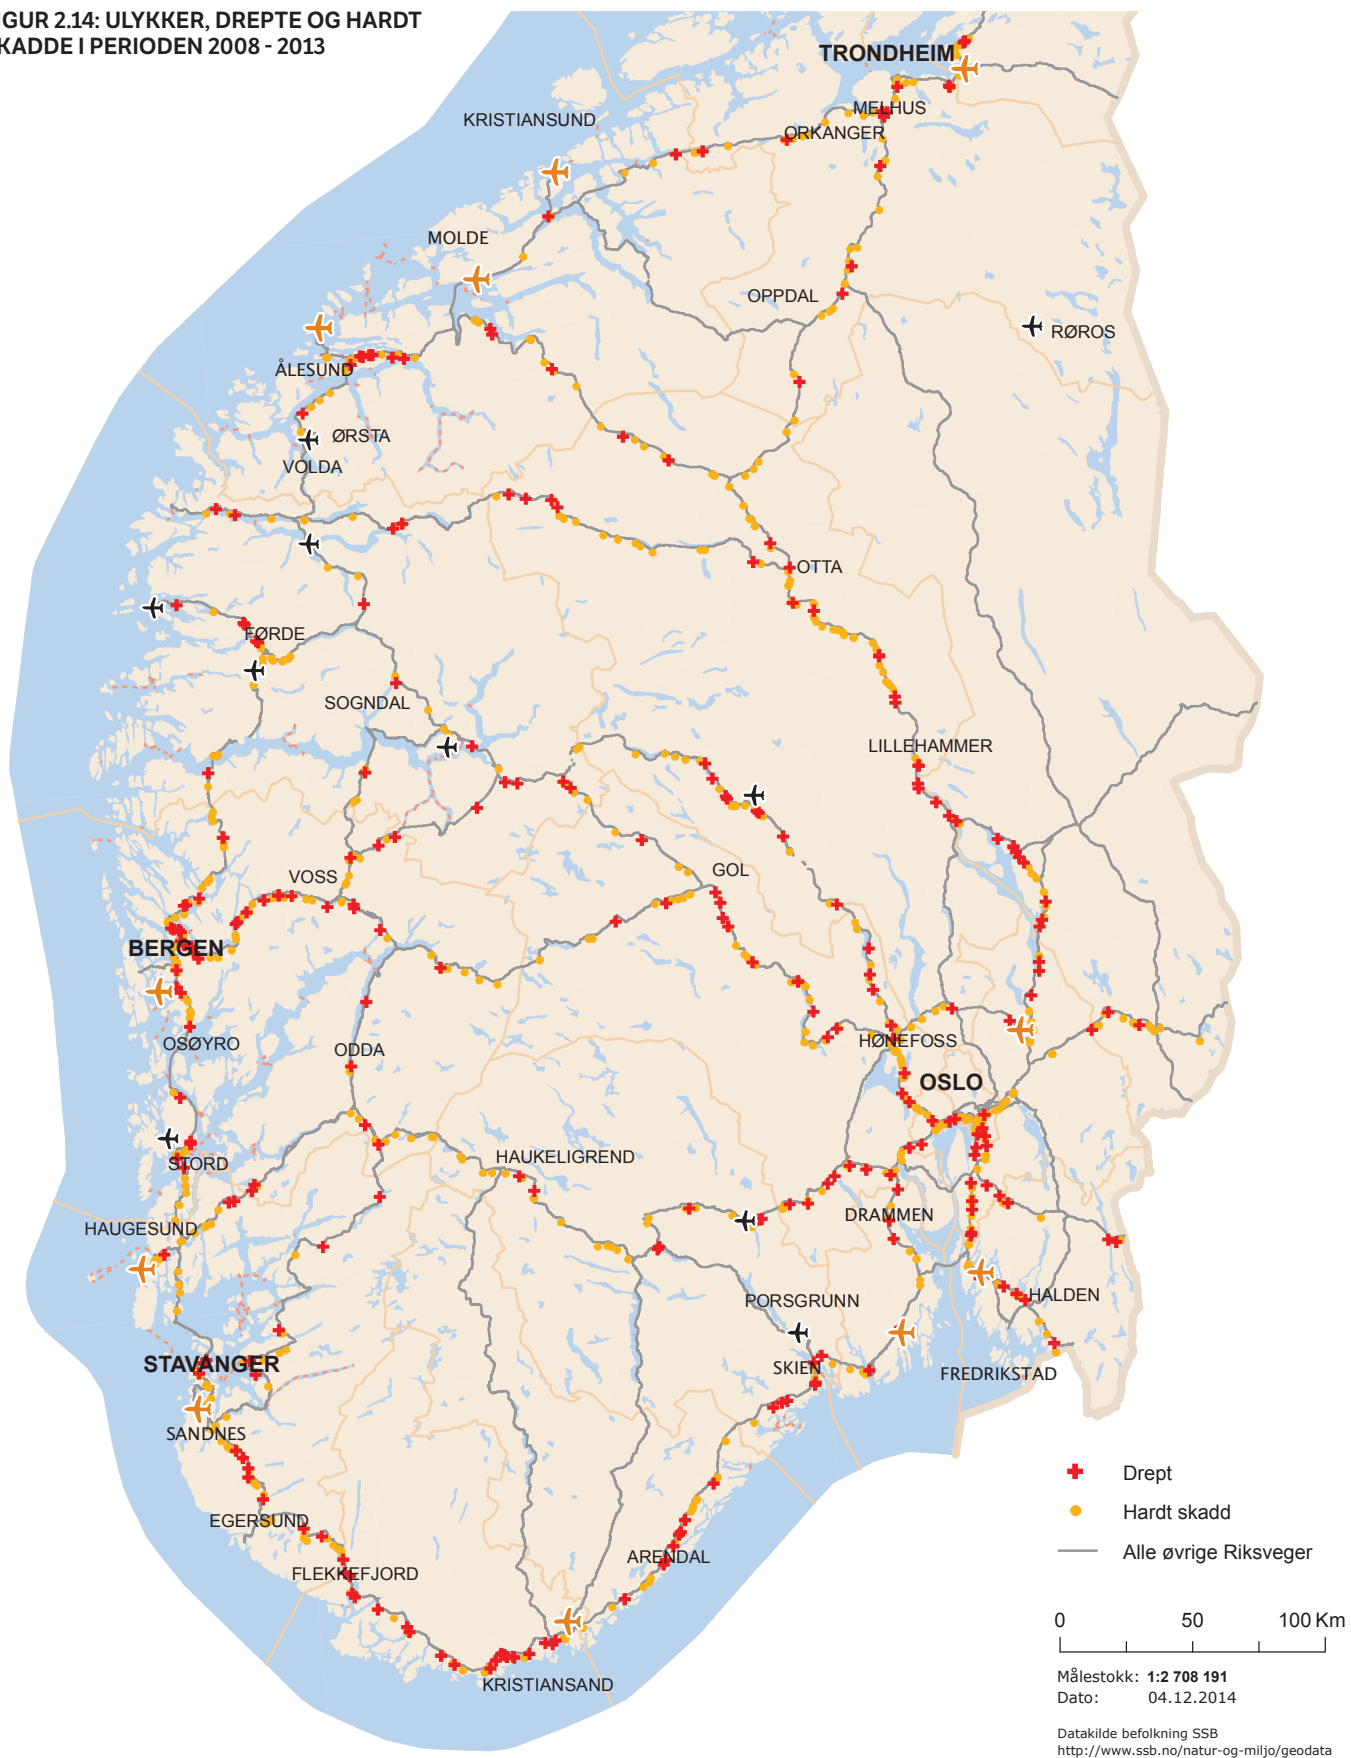 IGUR 2.14: ULYKKER, DREPTE OG HARDT
KADDE I PERIODEN 2008 - 2013
TRONDHEIM
MELHUS
KRISTIANSUND
ORKANGER
MOLDE
OPPDAL
RØROS
ÅLESUND
ØRSTA
VOLDA
OTTA
FØRDE
SOGNDAL
LILLEHAMMER
GOL
VOSS
BERGEN
OSØYRO
ODDA
HØNEFOSS
OSLO
STORD
HAUKELIGREND
HAUGESUND
DRAMMEN
PORSGRUNN
HALDEN
STAVANGER
SKIEN
FREDRIKSTAD
SANDNES
EGERSUND
FLEKKEFJORD
ARENDAL
KRISTIANSAND
Drept
Hardt skadd
Alle øvrige Riksveger
0 50 100 Km
Målestokk: 1:2 708 191
Dato: 04.12.2014
Datakilde befolkning SSB
http://www.ssb.no/natur-og-miljo/geodata